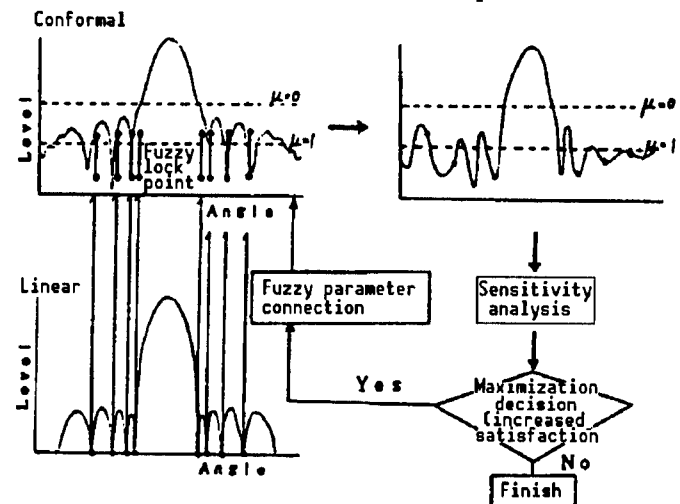 Conformal
Level
μ=0
μ=1
Fuzzy
lock
point
Angle
μ=0
μ=1
Linear
Level
Angle
Fuzzy parameter
connection
Sensitivity
analysis
Yes
Maximization
decision
(increased
satisfaction
No
Finish